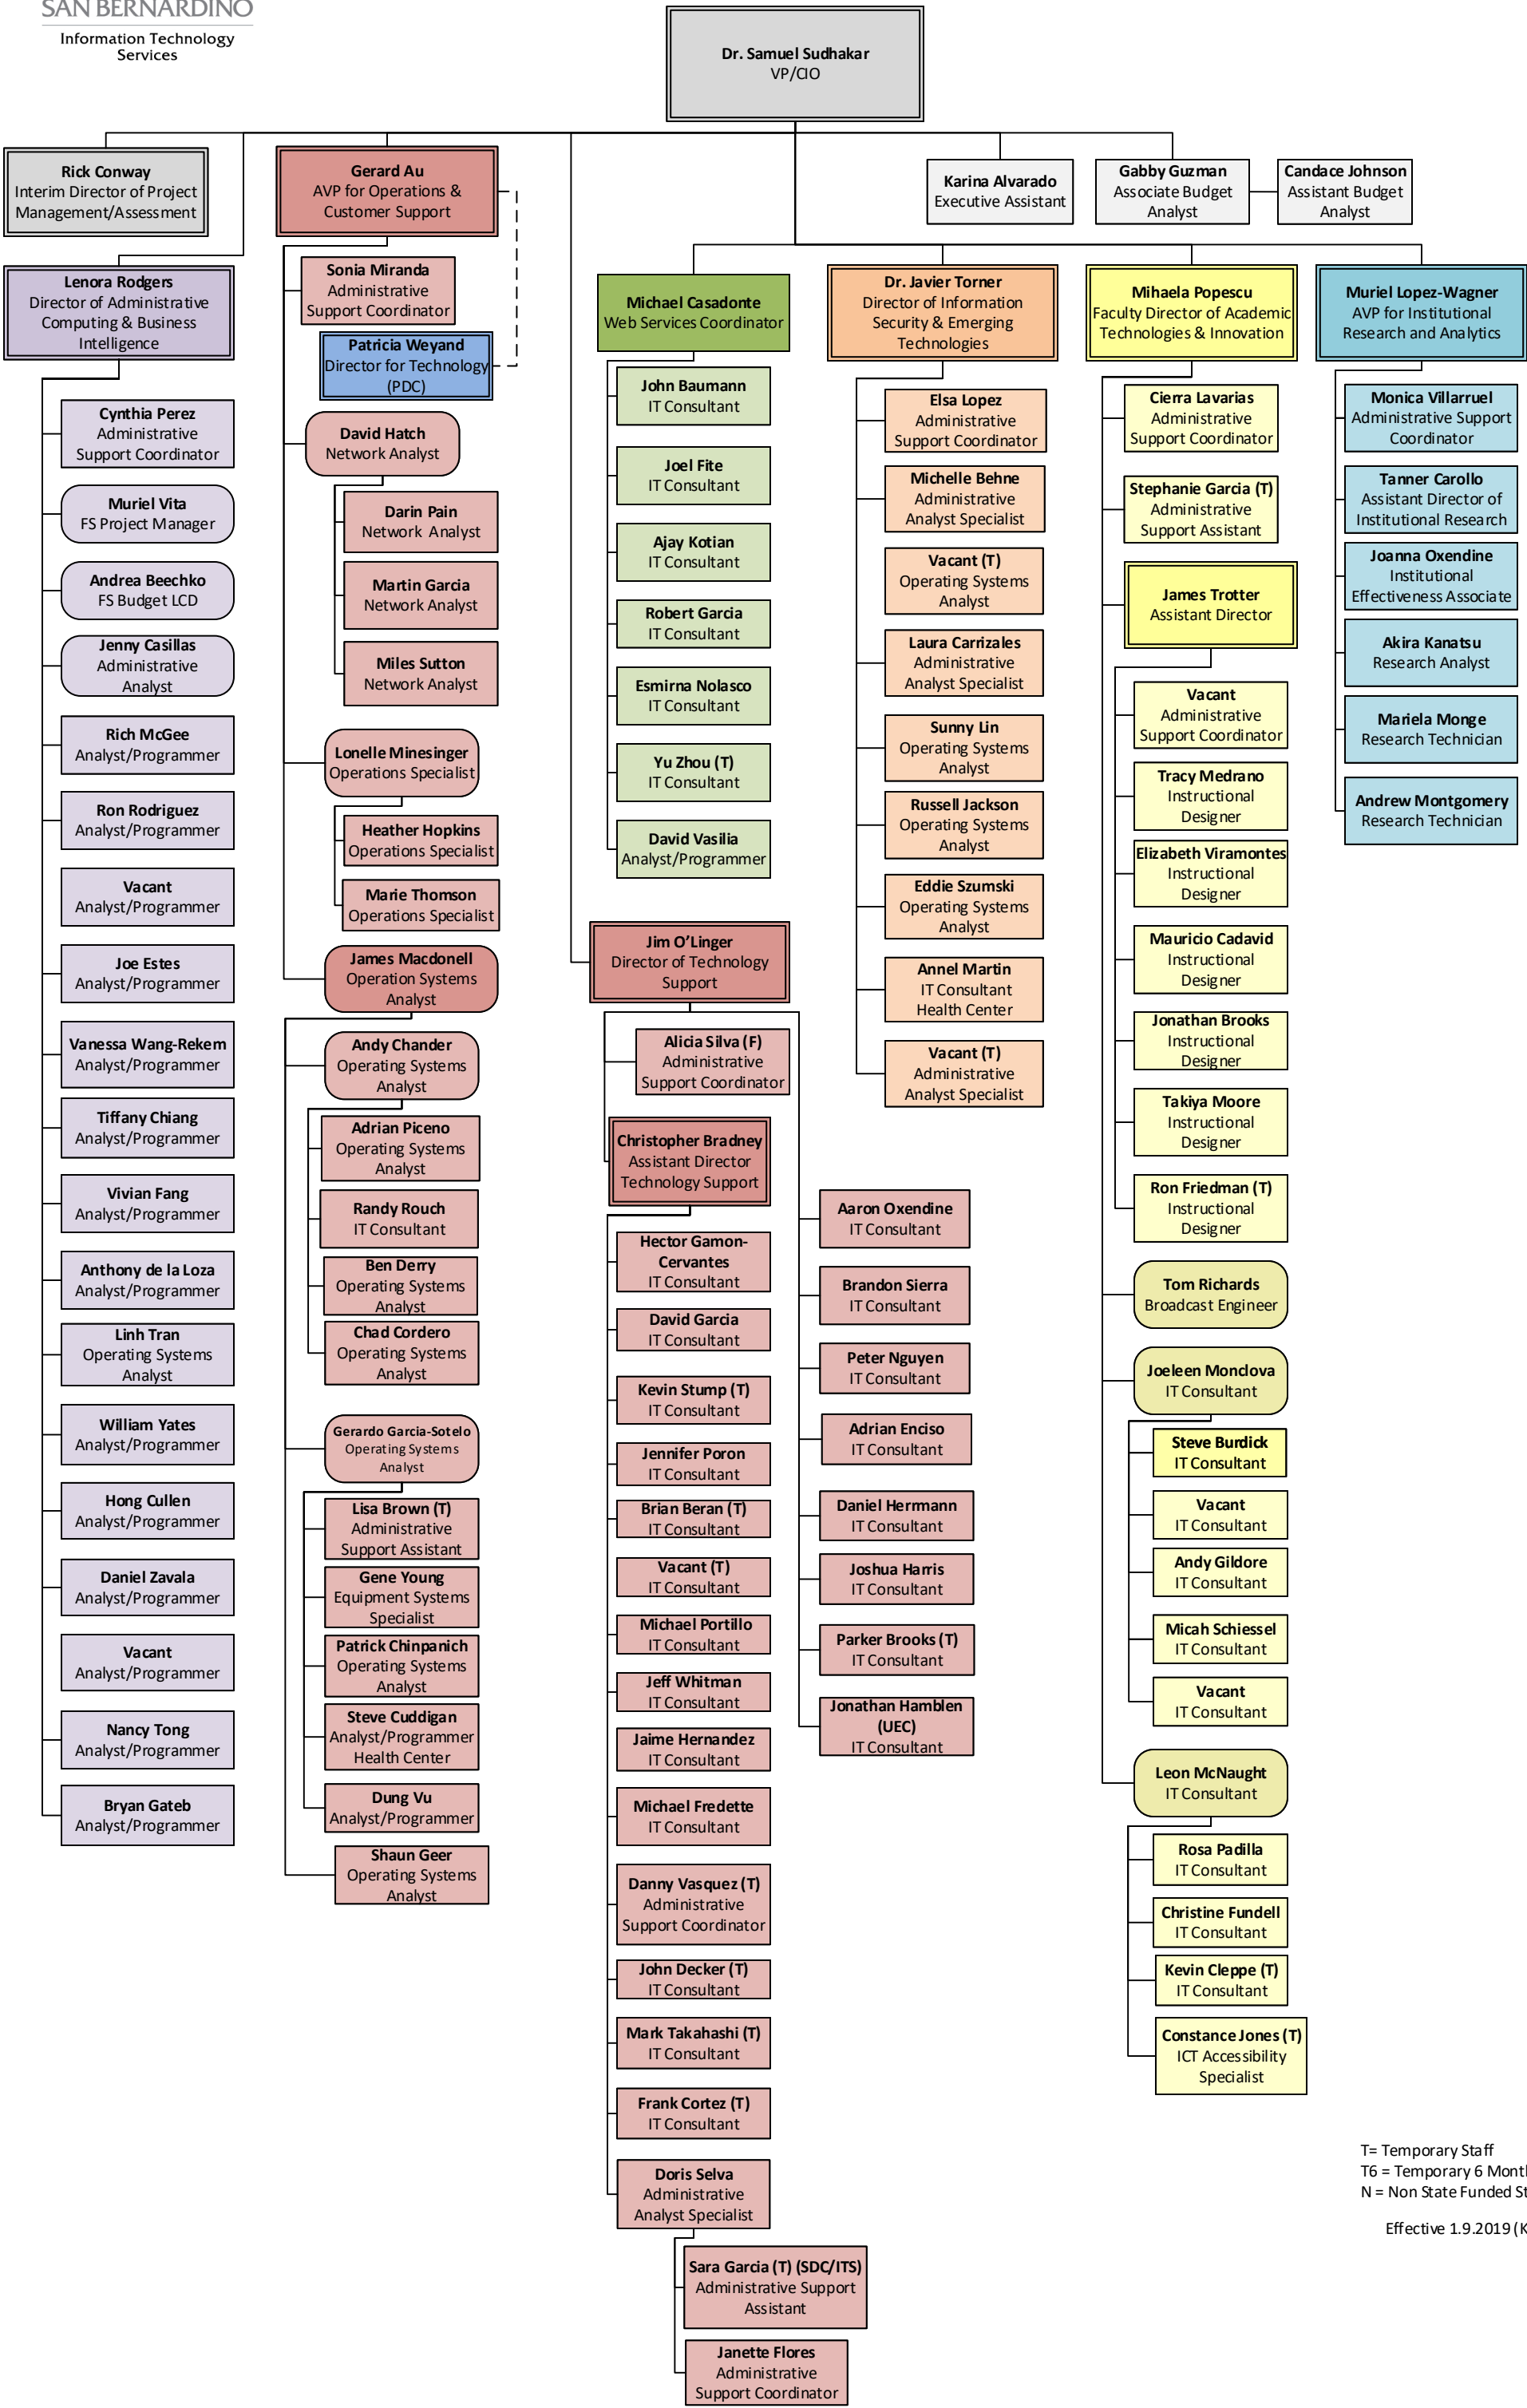 SAN BERNARDINO
Information Technology
Services
Dr. Samuel Sudhakar
VP/CIO
Rick Conway
Interim Director of Project
Management/Assessment
Gerard Au
AVP for Operations &
Customer Support
Karina Alvarado
Executive Assistant
Gabby Guzman
Associate Budget
Analyst
Candace Johnson
Assistant Budget
Analyst
Lenora Rodgers
Director of Administrative
Computing & Business
Intelligence
Cynthia Perez
Administrative
Support Coordinator
Muriel Vita
FS Project Manager
Andrea Beechko
FS Budget LCD
Jenny Casillas
Administrative
Analyst
Rich McGee
Analyst/Programmer
Ron Rodriguez
Analyst/Programmer
Vacant
Analyst/Programmer
Joe Estes
Analyst/Programmer
Vanessa Wang-Rekem
Analyst/Programmer
Tiffany Chiang
Analyst/Programmer
Vivian Fang
Analyst/Programmer
Anthony de la Loza
Analyst/Programmer
Linh Tran
Operating Systems
Analyst
William Yates
Analyst/Programmer
Hong Cullen
Analyst/Programmer
Daniel Zavala
Analyst/Programmer
Vacant
Analyst/Programmer
Nancy Tong
Analyst/Programmer
Bryan Gateb
Analyst/Programmer
Sonia Miranda
Administrative
Support Coordinator
Patricia Weyand
Director for Technology
(PDC)
David Hatch
Network Analyst
Darin Pain
Network Analyst
Martin Garcia
Network Analyst
Miles Sutton
Network Analyst
Lonelle Minesinger
Operations Specialist
Heather Hopkins
Operations Specialist
Marie Thomson
Operations Specialist
James Macdonell
Operation Systems
Analyst
Andy Chander
Operating Systems
Analyst
Adrian Piceno
Operating Systems
Analyst
Randy Rouch
IT Consultant
Ben Derry
Operating Systems
Analyst
Chad Cordero
Operating Systems
Analyst
Gerardo Garcia-Sotelo
Operating Systems
Analyst
Lisa Brown (T)
Administrative
Support Assistant
Gene Young
Equipment Systems
Specialist
Patrick Chinpanich
Operating Systems
Analyst
Steve Cuddigan
Analyst/Programmer
Health Center
Dung Vu
Analyst/Programmer
Shaun Geer
Operating Systems
Analyst
Michael Casadonte
Web Services Coordinator
John Baumann
IT Consultant
Joel Fite
IT Consultant
Ajay Kotian
IT Consultant
Robert Garcia
IT Consultant
Esmirna Nolasco
IT Consultant
Yu Zhou (T)
IT Consultant
David Vasilia
Analyst/Programmer
Jim O’Linger
Director of Technology
Support
Alicia Silva (F)
Administrative
Support Coordinator
Christopher Bradney
Assistant Director
Technology Support
Hector Gamon-
Cervantes
IT Consultant
David Garcia
IT Consultant
Kevin Stump (T)
IT Consultant
Jennifer Poron
IT Consultant
Brian Beran (T)
IT Consultant
Vacant (T)
IT Consultant
Michael Portillo
IT Consultant
Jeff Whitman
IT Consultant
Jaime Hernandez
IT Consultant
Michael Fredette
IT Consultant
Danny Vasquez (T)
Administrative
Support Coordinator
John Decker (T)
IT Consultant
Mark Takahashi (T)
IT Consultant
Frank Cortez (T)
IT Consultant
Doris Selva
Administrative
Analyst Specialist
Sara Garcia (T) (SDC/ITS)
Administrative Support
Assistant
Janette Flores
Administrative
Support Coordinator
Aaron Oxendine
IT Consultant
Brandon Sierra
IT Consultant
Peter Nguyen
IT Consultant
Adrian Enciso
IT Consultant
Daniel Herrmann
IT Consultant
Joshua Harris
IT Consultant
Parker Brooks (T)
IT Consultant
Jonathan Hamblen
(UEC)
IT Consultant
Dr. Javier Torner
Director of Information
Security & Emerging
Technologies
Elsa Lopez
Administrative
Support Coordinator
Michelle Behne
Administrative
Analyst Specialist
Vacant (T)
Operating Systems
Analyst
Laura Carrizales
Administrative
Analyst Specialist
Sunny Lin
Operating Systems
Analyst
Russell Jackson
Operating Systems
Analyst
Eddie Szumski
Operating Systems
Analyst
Annel Martin
IT Consultant
Health Center
Vacant (T)
Administrative
Analyst Specialist
Mihaela Popescu
Faculty Director of Academic
Technologies & Innovation
Cierra Lavarias
Administrative
Support Coordinator
Stephanie Garcia (T)
Administrative
Support Assistant
James Trotter
Assistant Director
Vacant
Administrative
Support Coordinator
Tracy Medrano
Instructional
Designer
Elizabeth Viramontes
Instructional
Designer
Mauricio Cadavid
Instructional
Designer
Jonathan Brooks
Instructional
Designer
Takiya Moore
Instructional
Designer
Ron Friedman (T)
Instructional
Designer
Tom Richards
Broadcast Engineer
Joeleen Monclova
IT Consultant
Steve Burdick
IT Consultant
Vacant
IT Consultant
Andy Gildore
IT Consultant
Micah Schiessel
IT Consultant
Vacant
IT Consultant
Leon McNaught
IT Consultant
Rosa Padilla
IT Consultant
Christine Fundell
IT Consultant
Kevin Cleppe (T)
IT Consultant
Constance Jones (T)
ICT Accessibility
Specialist
Muriel Lopez-Wagner
AVP for Institutional
Research and Analytics
Monica Villarruel
Administrative Support
Coordinator
Tanner Carollo
Assistant Director of
Institutional Research
Joanna Oxendine
Institutional
Effectiveness Associate
Akira Kanatsu
Research Analyst
Mariela Monge
Research Technician
Andrew Montgomery
Research Technician
T= Temporary Staff
T6 = Temporary 6 Mont
N = Non State Funded St
Effective 1.9.2019 (K